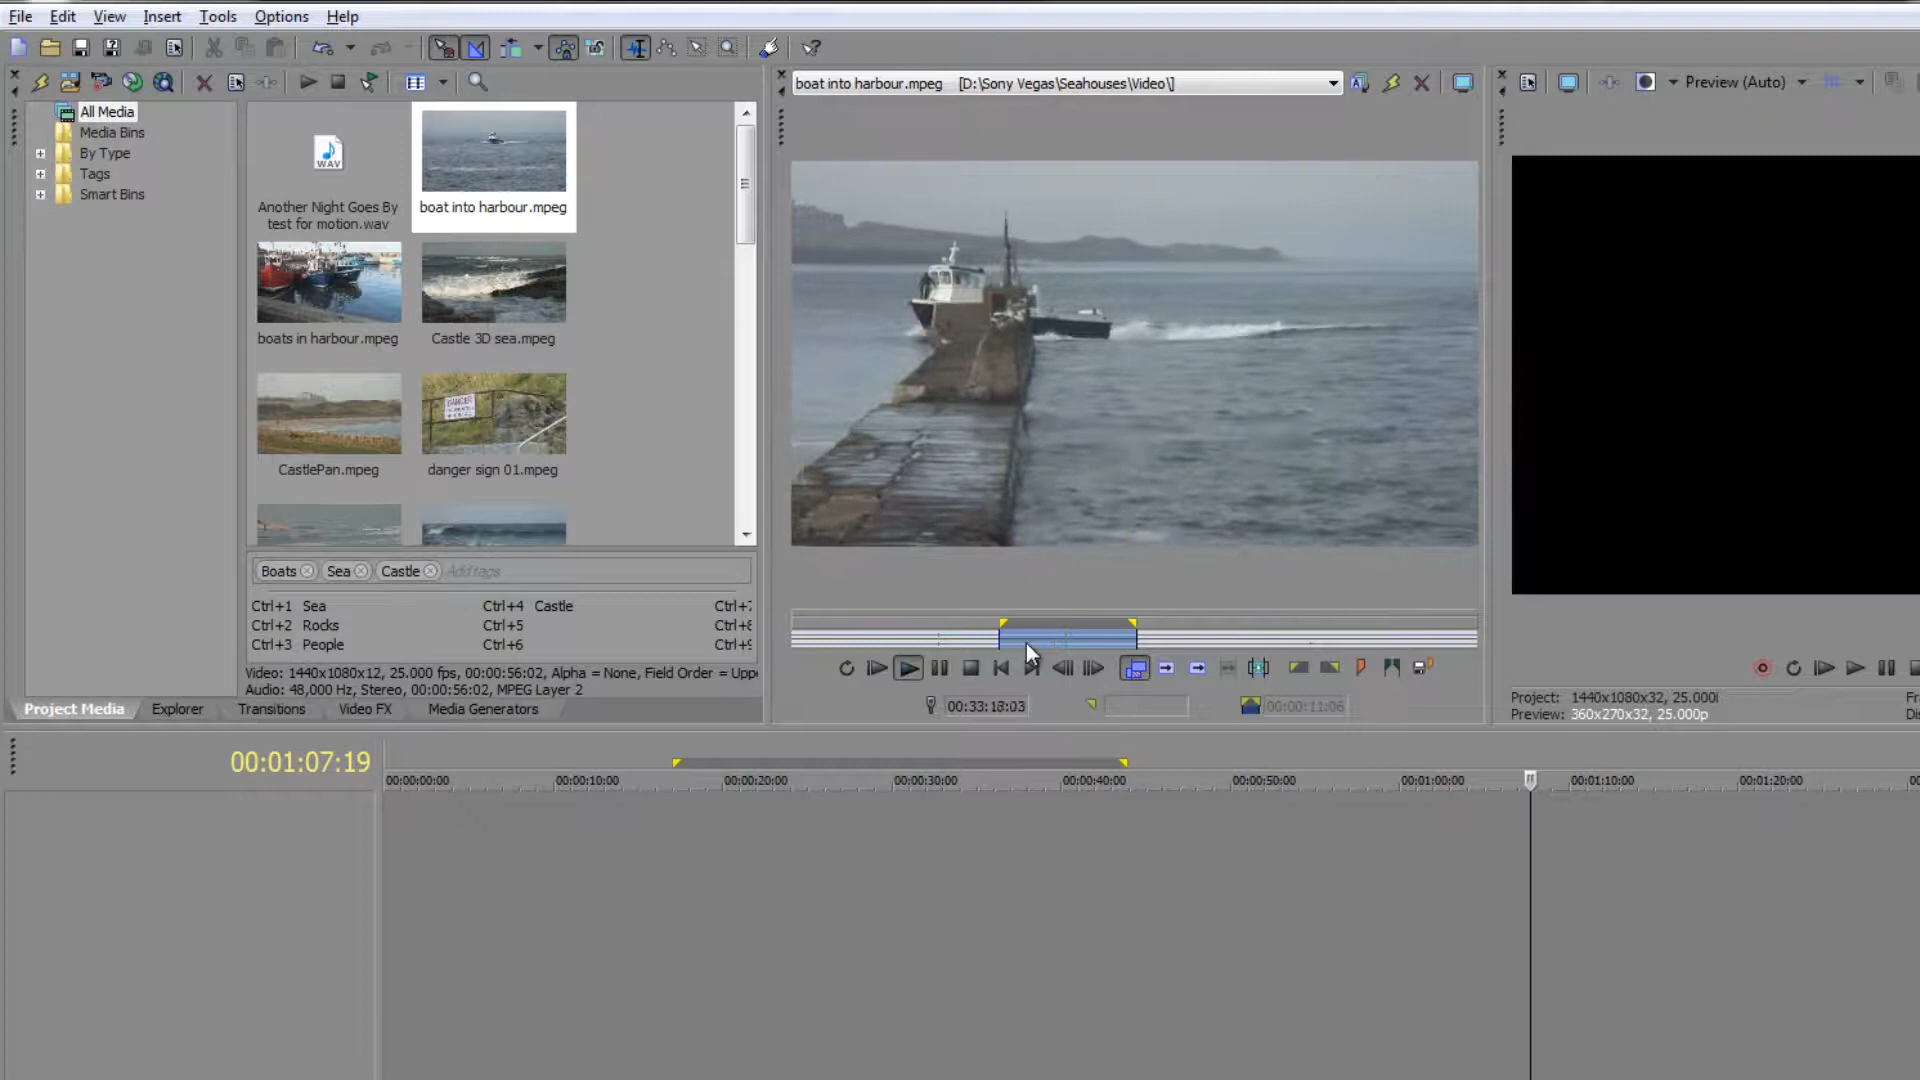 File Edit View Insert Tools Options Help
boat into harbour.mpeg [D:\Sony Vegas\Seahouses\Video\]
Preview (Auto)
All Media
Media Bins
By Type
Tags
Smart Bins
WAV
Another Night Goes By
test for motion.wav
boat into harbour.mpeg
boats in harbour.mpeg
Castle 3D sea.mpeg
DANGER
CastlePan.mpeg
danger sign 01.mpeg
Boats Sea Castle Add tags
Ctrl+1 Sea Ctrl+4 Castle
Ctrl+2 Rocks Ctrl+5
Ctrl+3 People Ctrl+6
Video: 1440x1080x12, 25.000 fps, 00:00:56:02, Alpha = None, Field Order = Uppe
Audio: 48,000 Hz, Stereo, 00:00:56:02, MPEG Layer 2
Project Media Explorer Transitions Video FX Media Generators
00:33:18:03
00:00:11:06
Project: 1440x1080x32, 25.000i
Preview: 360x270x32, 25.000p
00:01:07:19
00:00:00:00 00:00:10:00 00:00:20:00 00:00:30:00 00:00:40:00 00:00:50:00 00:01:00:00 00:01:10:00 00:01:20:00